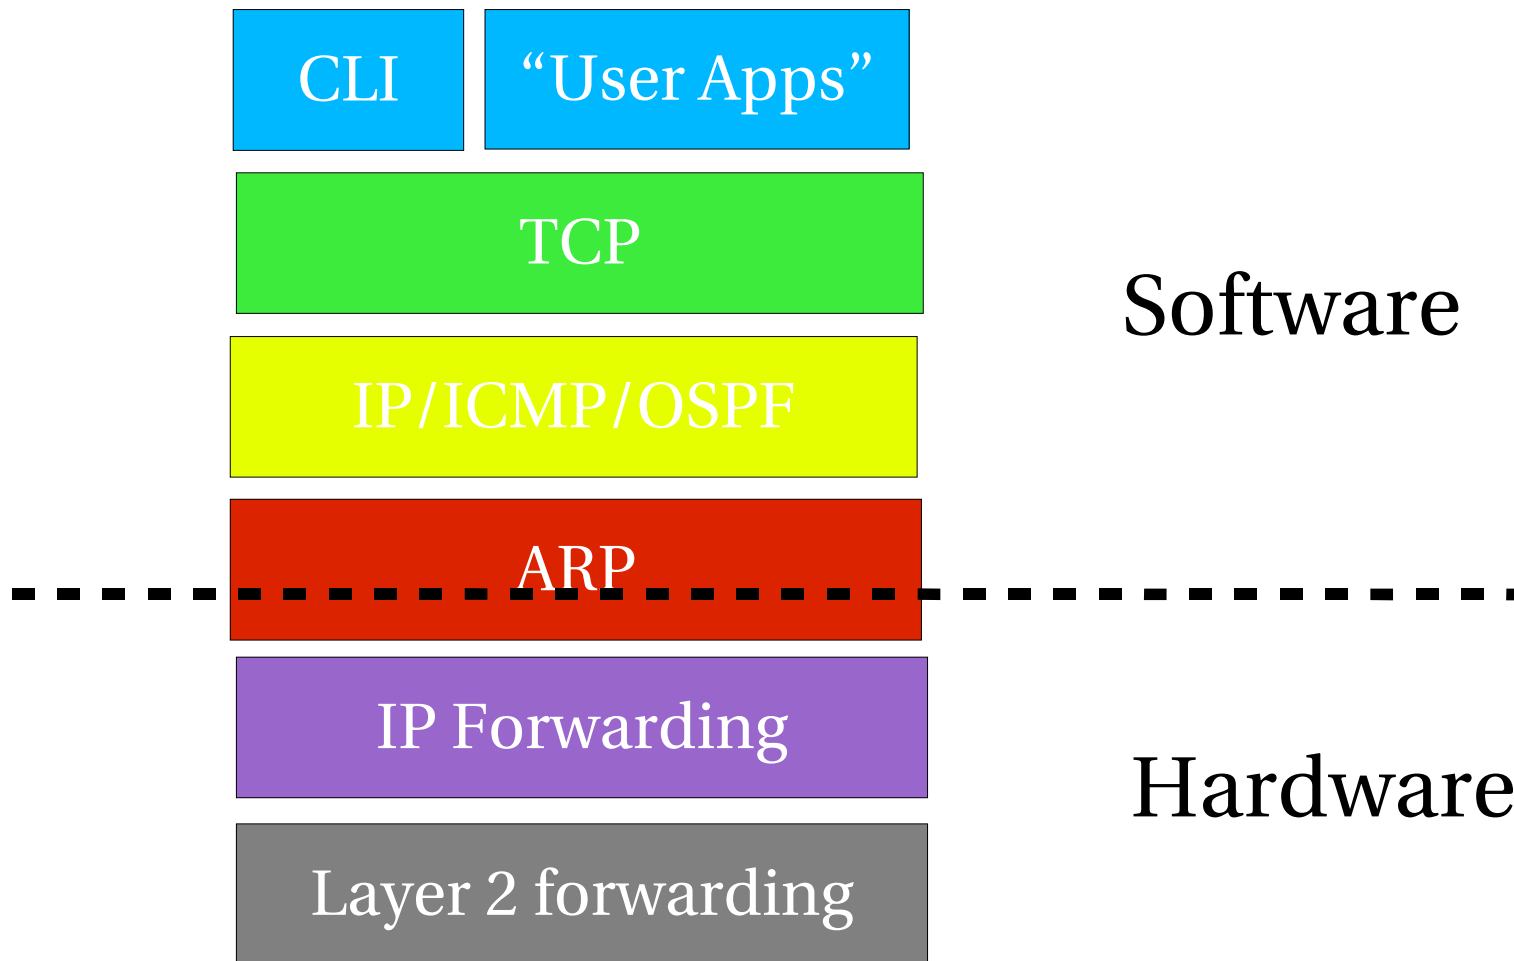 CLI
“User Apps”
TCP
Software
IP/ICMP/OSPF
ARP
IP Forwarding
Hardware
Layer 2 forwarding